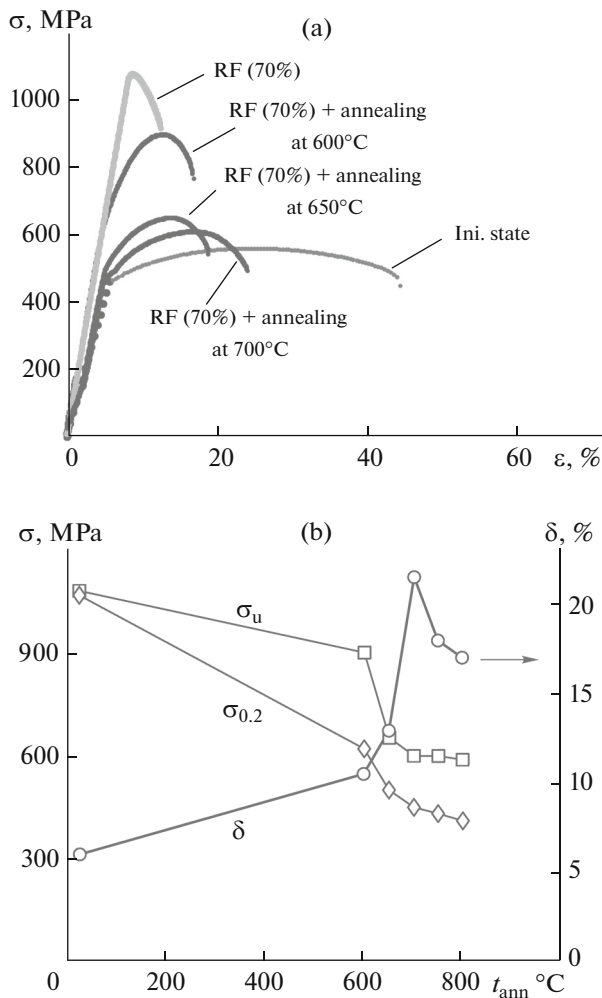 σ, MPa
(a)
1000
800
600
400
200
0
RF (70%)
RF (70%) + annealing
at 600°C
RF (70%) + annealing
at 650°C
Ini. state
RF (70%) + annealing
at 700°C
0 20 40 60 ε, %
σ, MPa
(b)
δ, %
900
600
300
σu
σ0.2
δ
20
15
10
5
0
0 200 400 600 800 tann °C